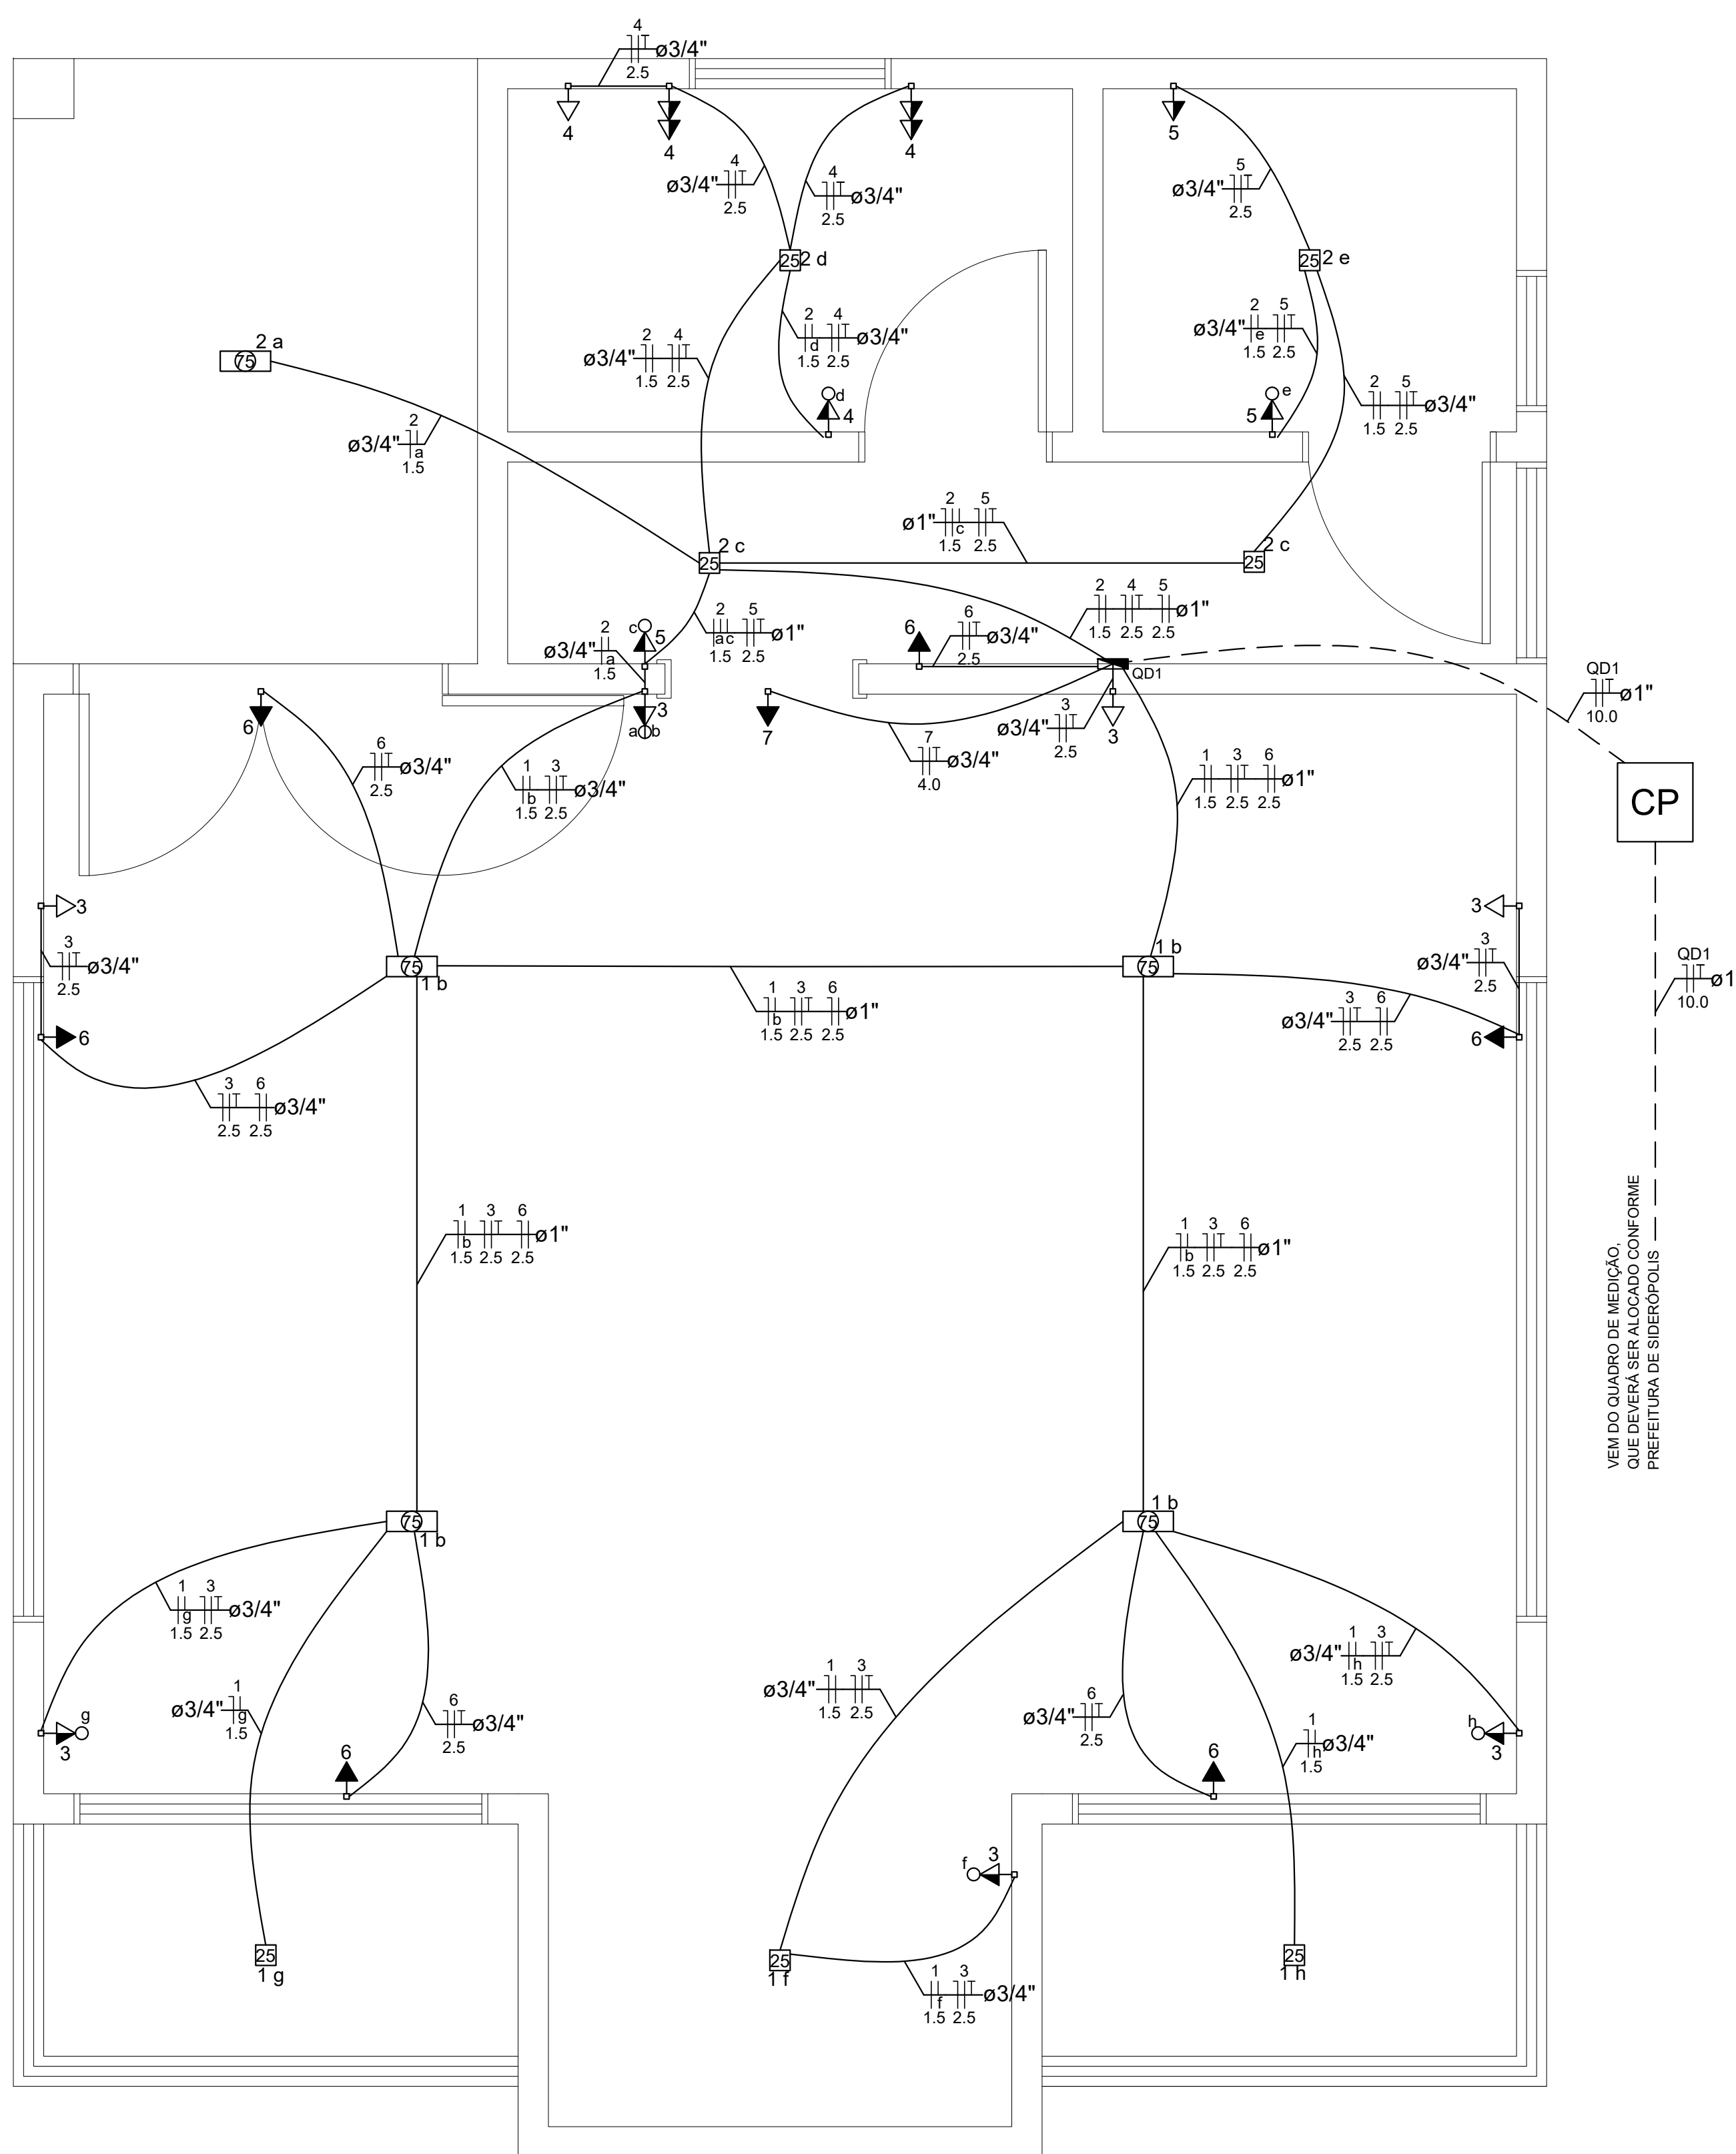 4
ø3/4"
2.5
4
4
4
5
4
ø3/4"
2.5
4
ø3/4"
2.5
5
ø3/4"
2.5
25 2 d
25 2 e
2 4
ø3/4"
d
1.5 2.5
2 5
ø3/4"
e
1.5 2.5
2 a
75
2 4
ø3/4"
1.5 2.5
d
4
e
5
2 5
ø3/4"
1.5 2.5
2
ø3/4"
a
1.5
2 5
ø1"
c
1.5 2.5
2 c
25
2 c
25
2 4 5
ø1"
1.5 2.5 2.5
2 5
a c
ø1"
1.5 2.5
c
5
2
ø3/4"
a
1.5
6
6
ø3/4"
2.5
QD1
QD1
ø1"
10.0
6
3
a b
7
3
ø3/4"
2.5
3
7
ø3/4"
4.0
6
ø3/4"
2.5
1 3
ø3/4"
b
1.5 2.5
1 3 6
ø1"
1.5 2.5 2.5
CP
3
3
ø3/4"
2.5
6
75
1 b
1 b
75
3
3
ø3/4"
2.5
6
QD1
ø1
10.0
1 3 6
ø1"
b
1.5 2.5 2.5
3 6
ø3/4"
2.5 2.5
3 6
ø3/4"
2.5 2.5
1 3 6
ø1"
b
1.5 2.5 2.5
1 3 6
ø1"
b
1.5 2.5 2.5
VEM DO QUADRO DE MEDIÇÃO,
QUE DEVERÁ SER ALOCADO CONFORME
PREFEITURA DE SIDERÓPOLIS
75
1 b
1 b
75
1 3
ø3/4"
g
1.5 2.5
1
ø3/4"
g
1.5
6
ø3/4"
2.5
1 3
ø3/4"
1.5 2.5
6
ø3/4"
2.5
1 3
ø3/4"
h
1.5 2.5
1
ø3/4"
h
1.5
g
3
6
6
h
3
f 3
25
1 g
25
1 f
25
1 h
1 3
ø3/4"
f
1.5 2.5